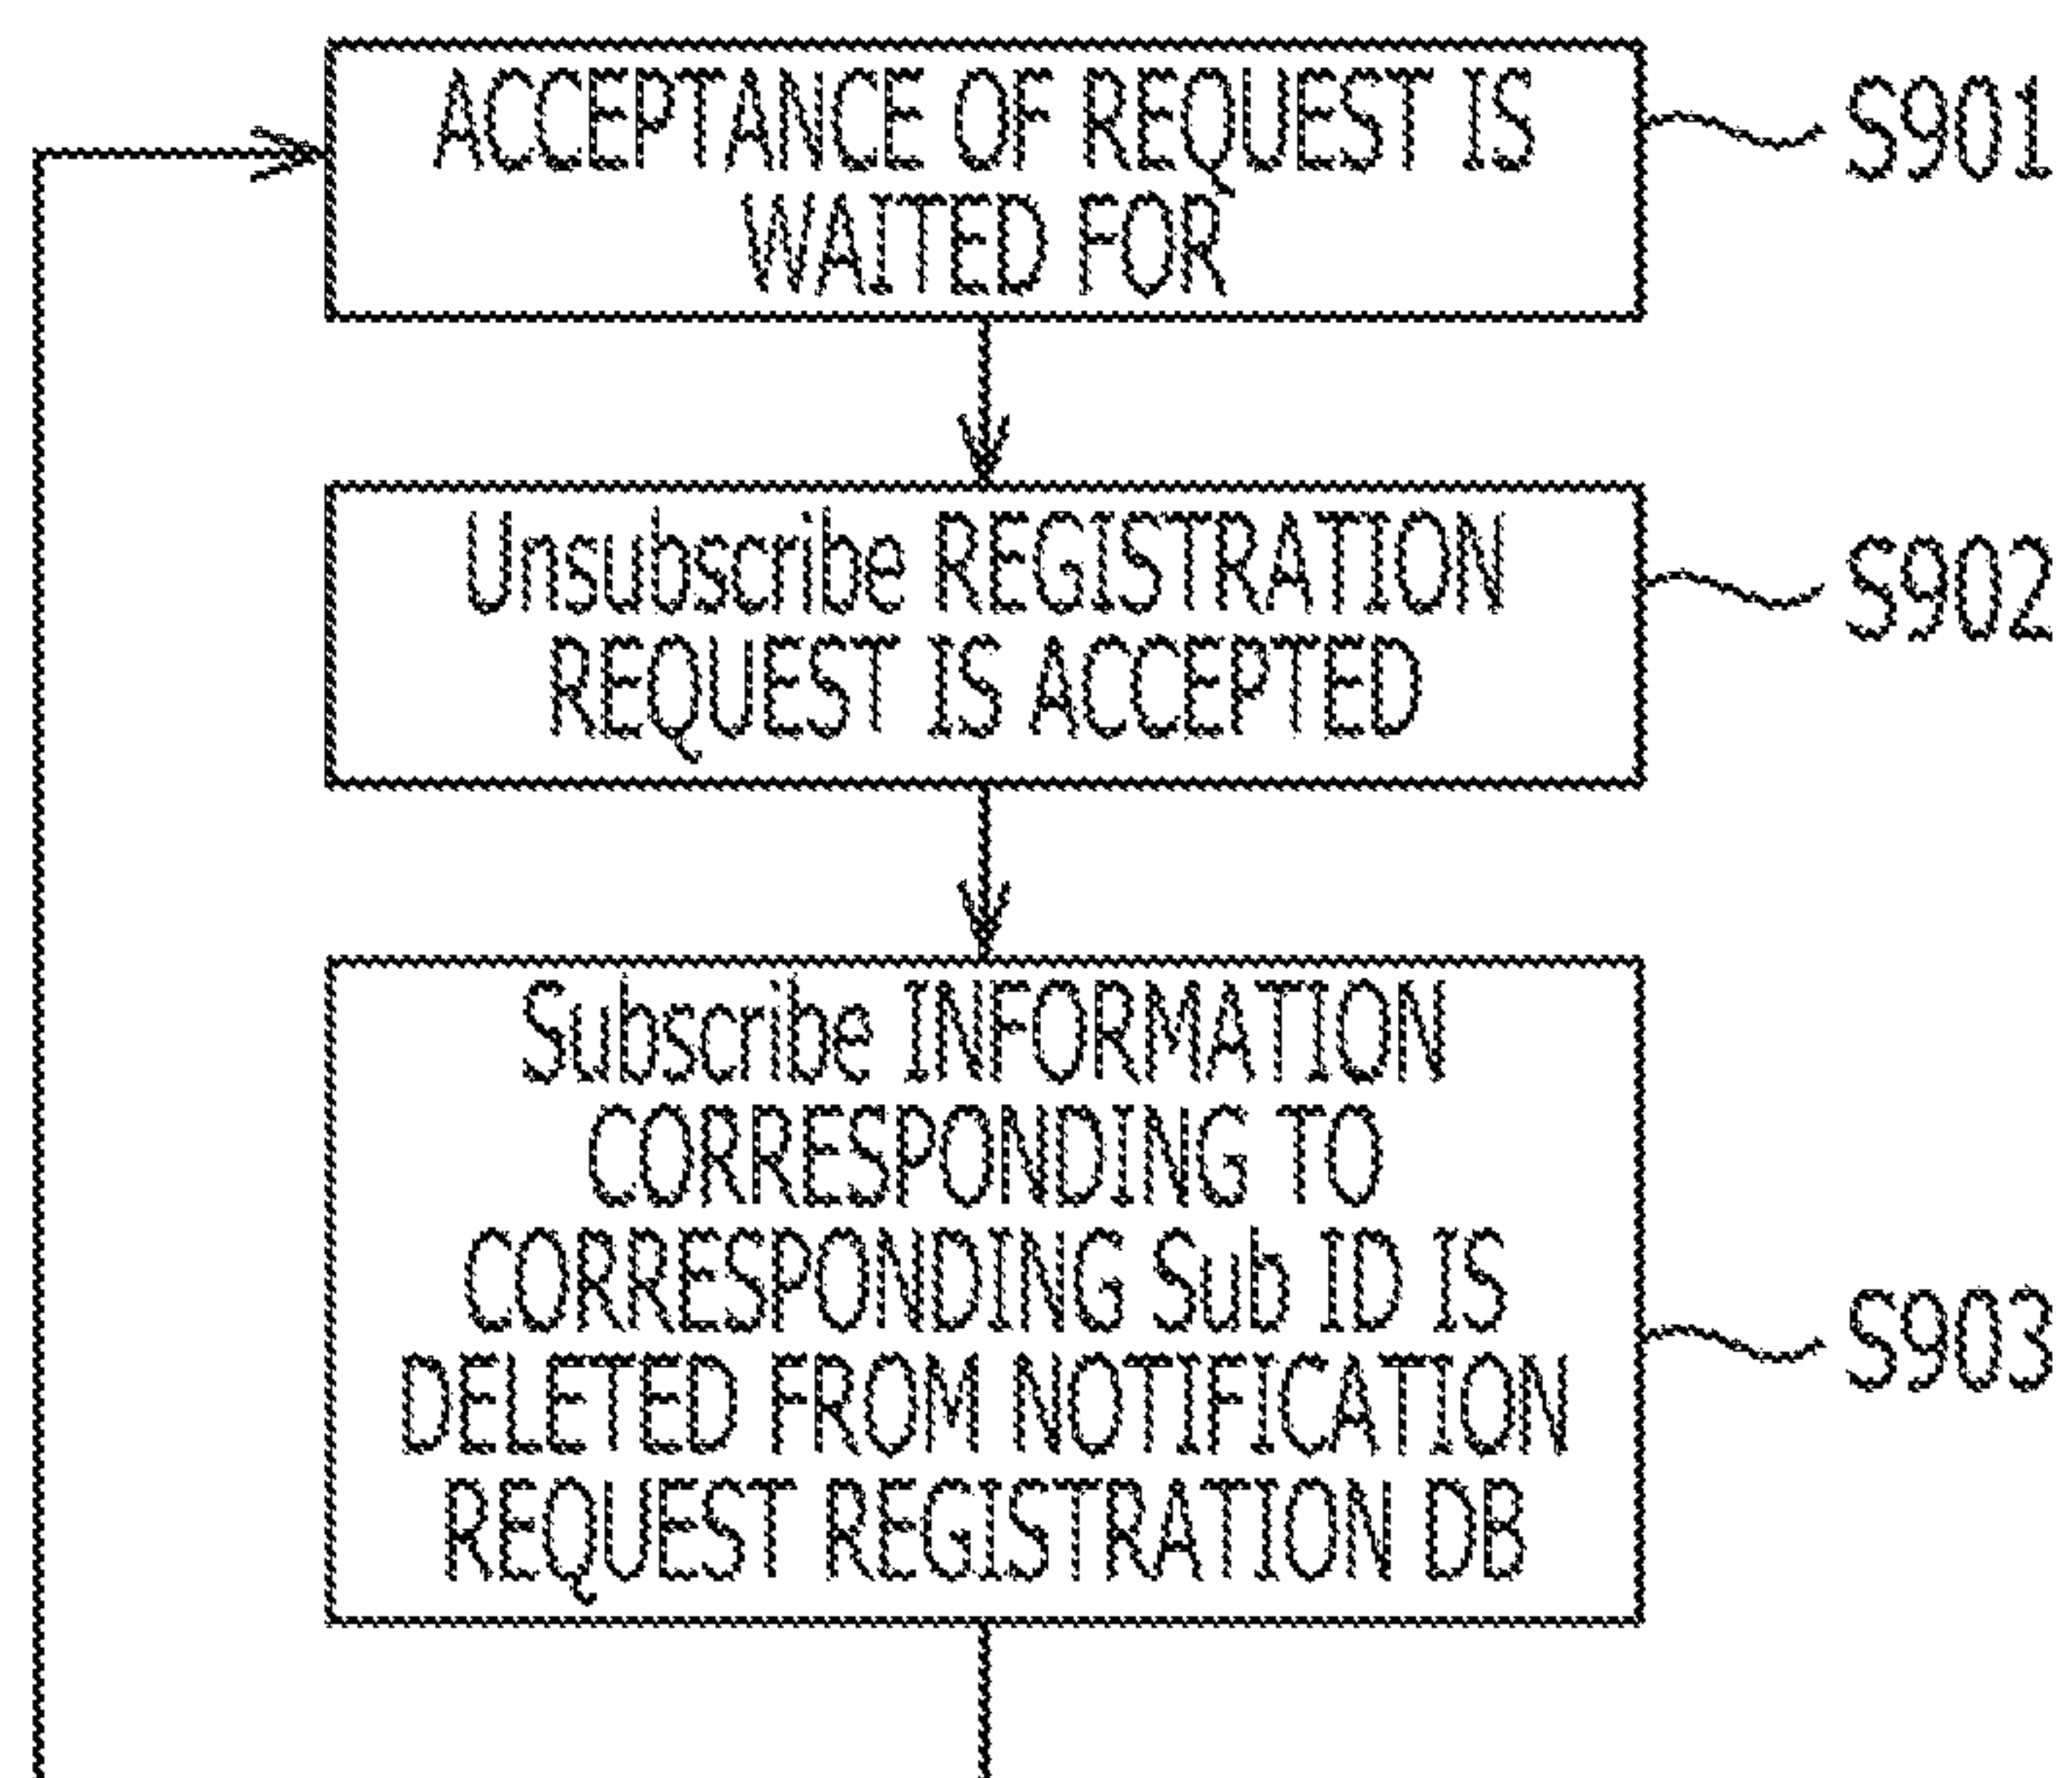 ACCEPTANCE OF REQUEST IS
WAITED FOR
S901
Unsubscribe REGISTRATION
REQUEST IS ACCEPTED
S902
Subscribe INFORMATION
CORRESPONDING TO
CORRESPONDING Sub ID IS
DELETED FROM NOTIFICATION
REQUEST REGISTRATION DB
S903